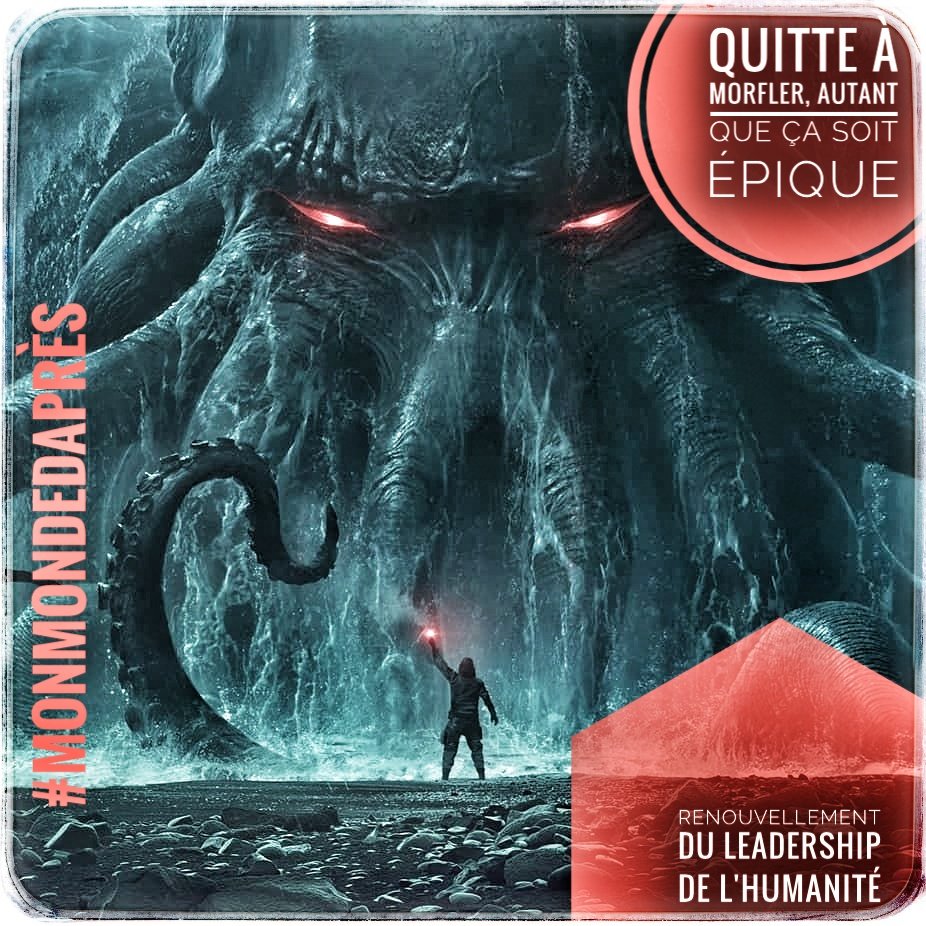 QUITTE À
MORFLER, AUTANT
QUE ÇA SOIT
ÉPIQUE
#MONMONDEDAPRÈS
RENOUVELLEMENT
DU LEADERSHIP
DE L'HUMANITÉ